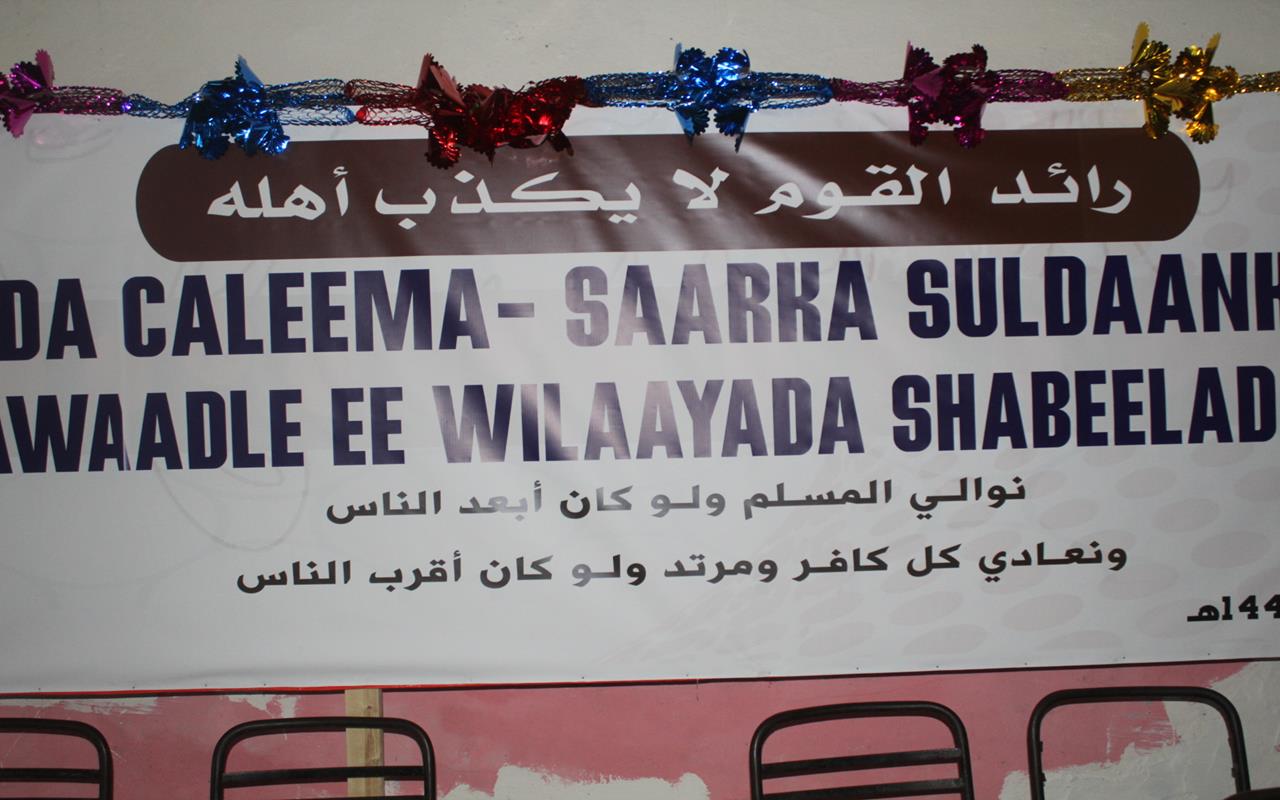 رائد القوم لا يكذب أهله
DA CALEEMA- SAARKA SULDAANH
AWAADLE EE WILAAYADA SHABEELAD
نوالي المسلم ولو كان أبعد الناس
ونعادي كل كافر ومرتد ولو كان أقرب الناس